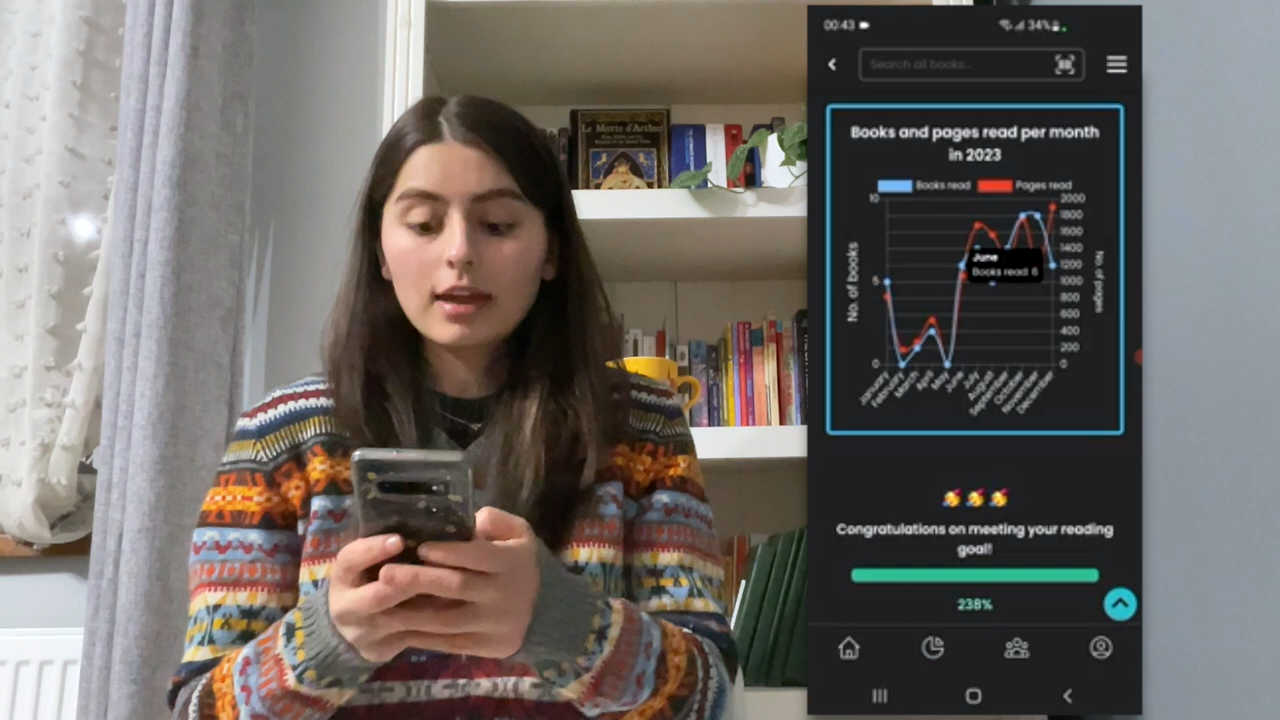 Le Morte d'Arthur
00:43
34%
Search all books...
Books and pages read per month
in 2023
Books read
Pages read
10
5
0
No. of books
2000
1800
1600
1400
1200
1000
800
600
400
200
0
No. of pages
June
Books read: 6
January
February
March
April
May
June
July
August
September
October
November
December
Congratulations on meeting your reading
goal!
238%